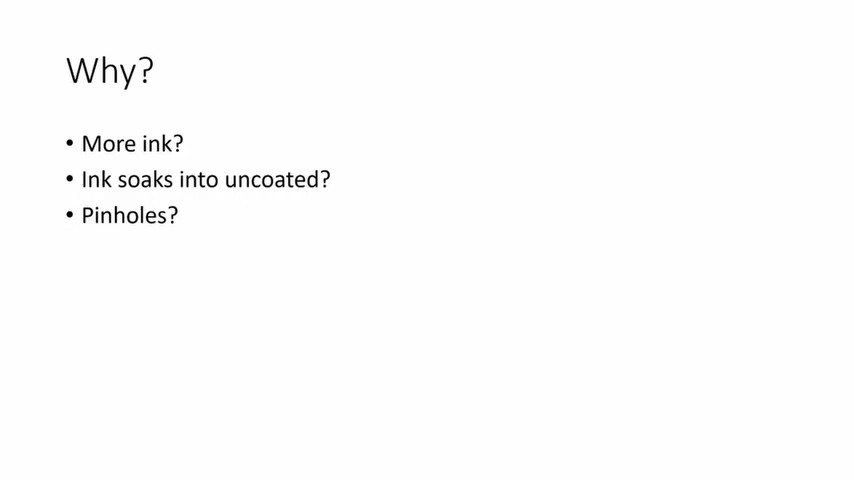 Why?
• More ink?
• Ink soaks into uncoated?
• Pinholes?